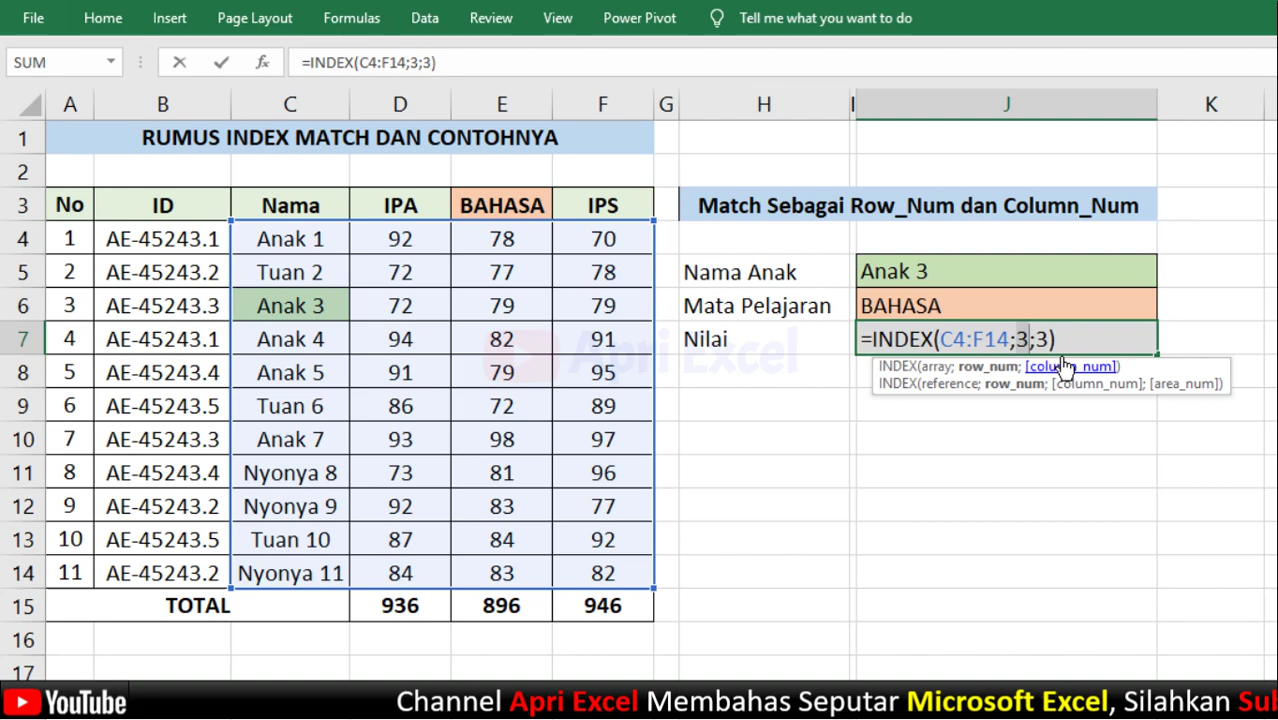 File Home Insert Page Layout Formulas Data Review View Power Pivot Tell me what you want to do
SUM fx =INDEX(C4:F14;3;3)
A B C D E F G H I J K
1 RUMUS INDEX MATCH DAN CONTOHNYA
2
3 No ID Nama IPA BAHASA IPS Match Sebagai Row_Num dan Column_Num
4 1 AE-45243.1 Anak 1 92 78 70
5 2 AE-45243.2 Tuan 2 72 77 78 Nama Anak Anak 3
6 3 AE-45243.3 Anak 3 72 79 79 Mata Pelajaran BAHASA
7 4 AE-45243.1 Anak 4 94 82 91 Nilai =INDEX(C4:F14;3;3)
Apri Excel
INDEX(array; row_num; [column_num])
8 5 AE-45243.3 Anak 5 91 79 95
INDEX(reference; row_num; [column_num]; [area_num])
9 6 AE-45243.5 Tuan 6 86 72 89
10 7 AE-45243.3 Anak 7 93 98 97
11 8 AE-45243.4 Nyonya 8 73 81 96
12 9 AE-45243.2 Nyonya 9 92 83 77
13 10 AE-45243.5 Tuan 10 87 84 92
14 11 AE-45243.2 Nyonya 11 84 83 82
15 TOTAL 936 896 946
16
17
YouTube Channel Apri Excel Membahas Seputar Microsoft Excel, Silahkan Su